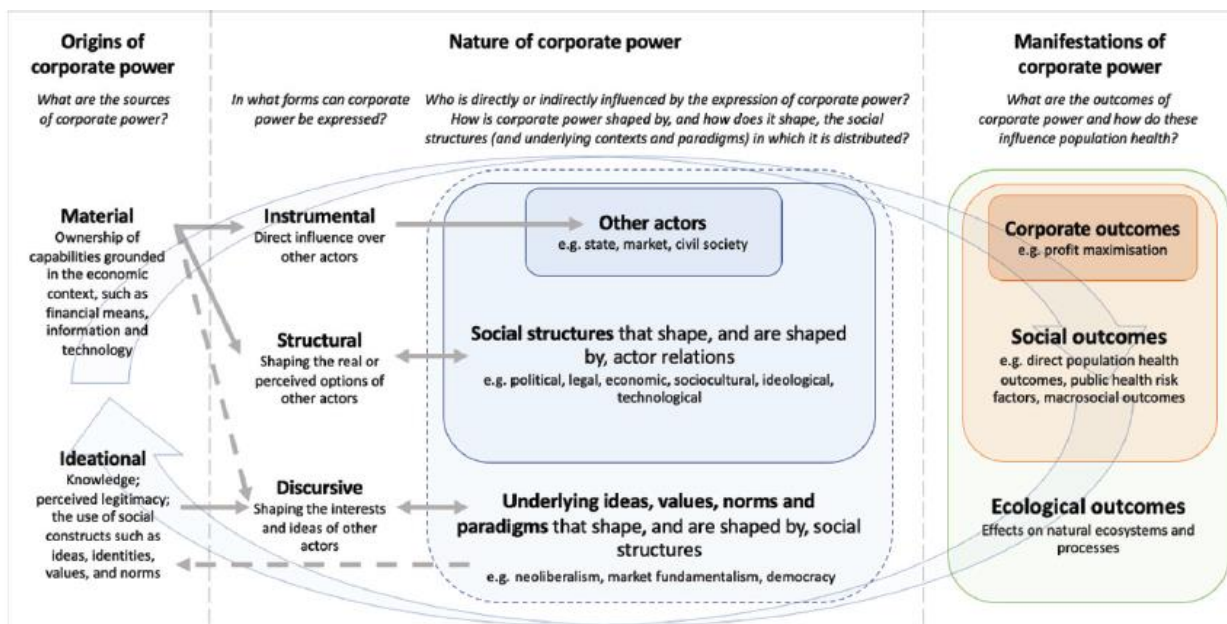 Origins of
corporate power
What are the sources
of corporate power?
Nature of corporate power
In what forms can corporate
power be expressed?
Who is directly or indirectly influenced by the expression of corporate power?
How is corporate power shaped by, and how does it shape, the social
structures (and underlying contexts and paradigms) in which it is distributed?
Manifestations of
corporate power
What are the outcomes of
corporate power and how do these
influence population health?
Material
Ownership of
capabilities grounded
in the economic
context, such as
financial means,
information and
technology
Instrumental
Direct influence over
other actors
Other actors
e.g. state, market, civil society
Corporate outcomes
e.g. profit maximisation
Structural
Shaping the real or
perceived options of
other actors
Social structures that shape, and are shaped
by, actor relations
e.g. political, legal, economic, sociocultural, ideological,
technological
Social outcomes
e.g. direct population health
outcomes, public health risk
factors, macrosocial outcomes
Ideational
Knowledge;
perceived legitimacy;
the use of social
constructs such as
ideas, identities,
values, and norms
Discursive
Shaping the interests
and ideas of other
actors
Underlying ideas, values, norms and
paradigms that shape, and are shaped by, social
structures
e.g. neoliberalism, market fundamentalism, democracy
Ecological outcomes
Effects on natural ecosystems and
processes